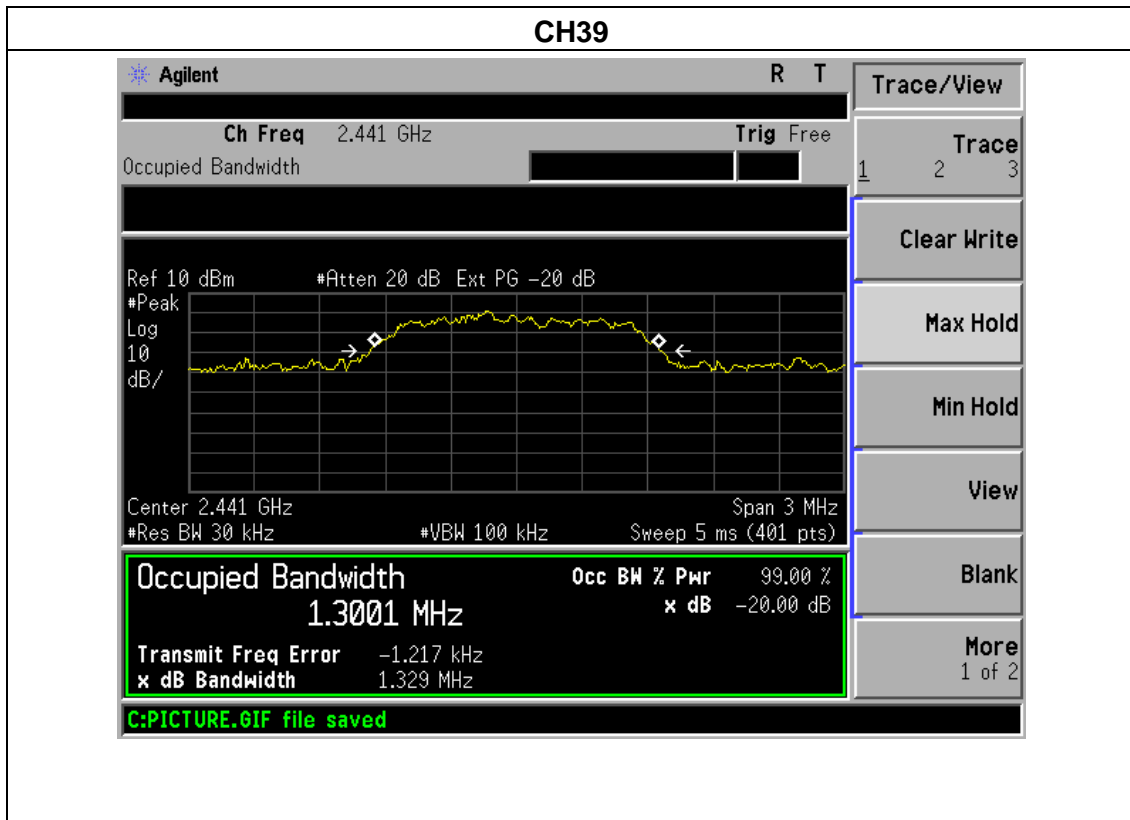 CH39
Agilent R T
Ch Freq 2.441 GHz Trig Free
Occupied Bandwidth
Ref 10 dBm #Atten 20 dB Ext PG −20 dB
#Peak
Log
10
dB/
Center 2.441 GHz Span 3 MHz
#Res BW 30 kHz #VBW 100 kHz Sweep 5 ms (401 pts)
Occupied Bandwidth Occ BW % Pwr 99.00 %
1.3001 MHz x dB −20.00 dB
Transmit Freq Error −1.217 kHz
x dB Bandwidth 1.329 MHz
C:PICTURE.GIF file saved
Trace/View
Trace
1 2 3
Clear Write
Max Hold
Min Hold
View
Blank
More
1 of 2